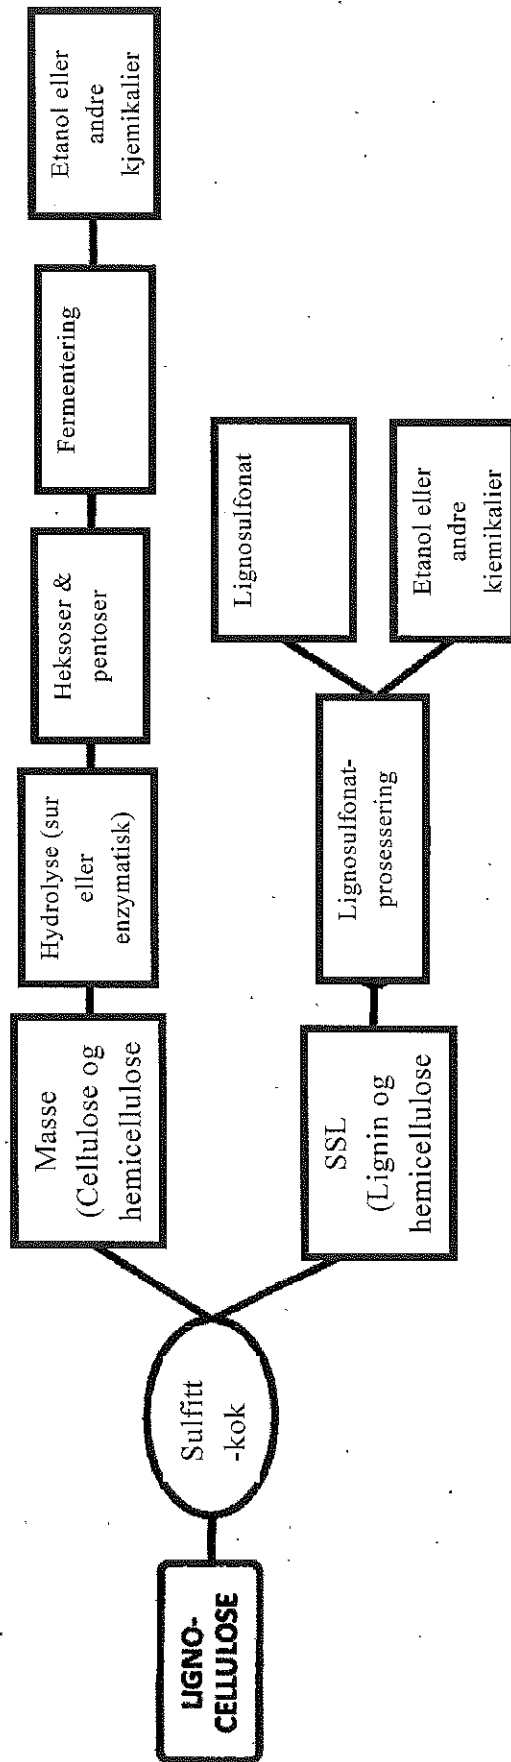 LIGNO-
CELLULOSE
Sulfitt
-kok
Masse
(Cellulose og
hemicellulose
Hydrolyse (sur
eller
enzymatisk)
Heksoser &
pentoser
Fermentering
Etanol eller
andre
kjemikalier
SSL
(Lignin og
hemicellulose
Lignosulfonat-
prosessering
Lignosulfonat
Etanol eller
andre
kiemikalier